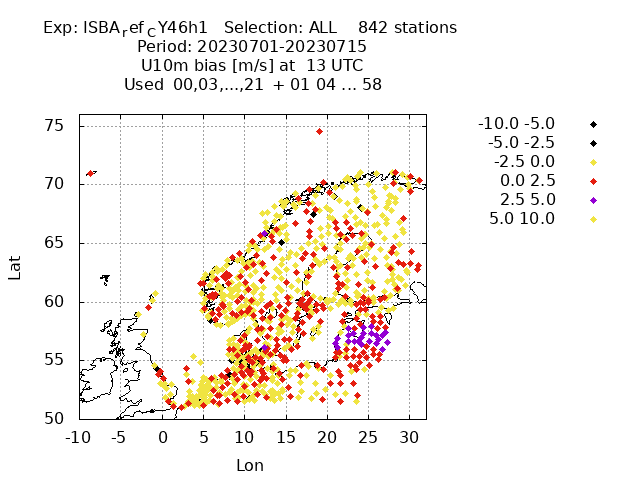 Exp: ISBAref C Y46h1 Selection: ALL 842 stations
Period: 20230701-20230715
U10m bias [m/s] at 13 UTC
Used 00,03,...,21 + 01 04 ... 58
-10.0 -5.0
-5.0 -2.5
-2.5 0.0
0.0 2.5
2.5 5.0
5.0 10.0
75
70
65
60
55
50
Lat
-10 -5 0 5 10 15 20 25 30
Lon